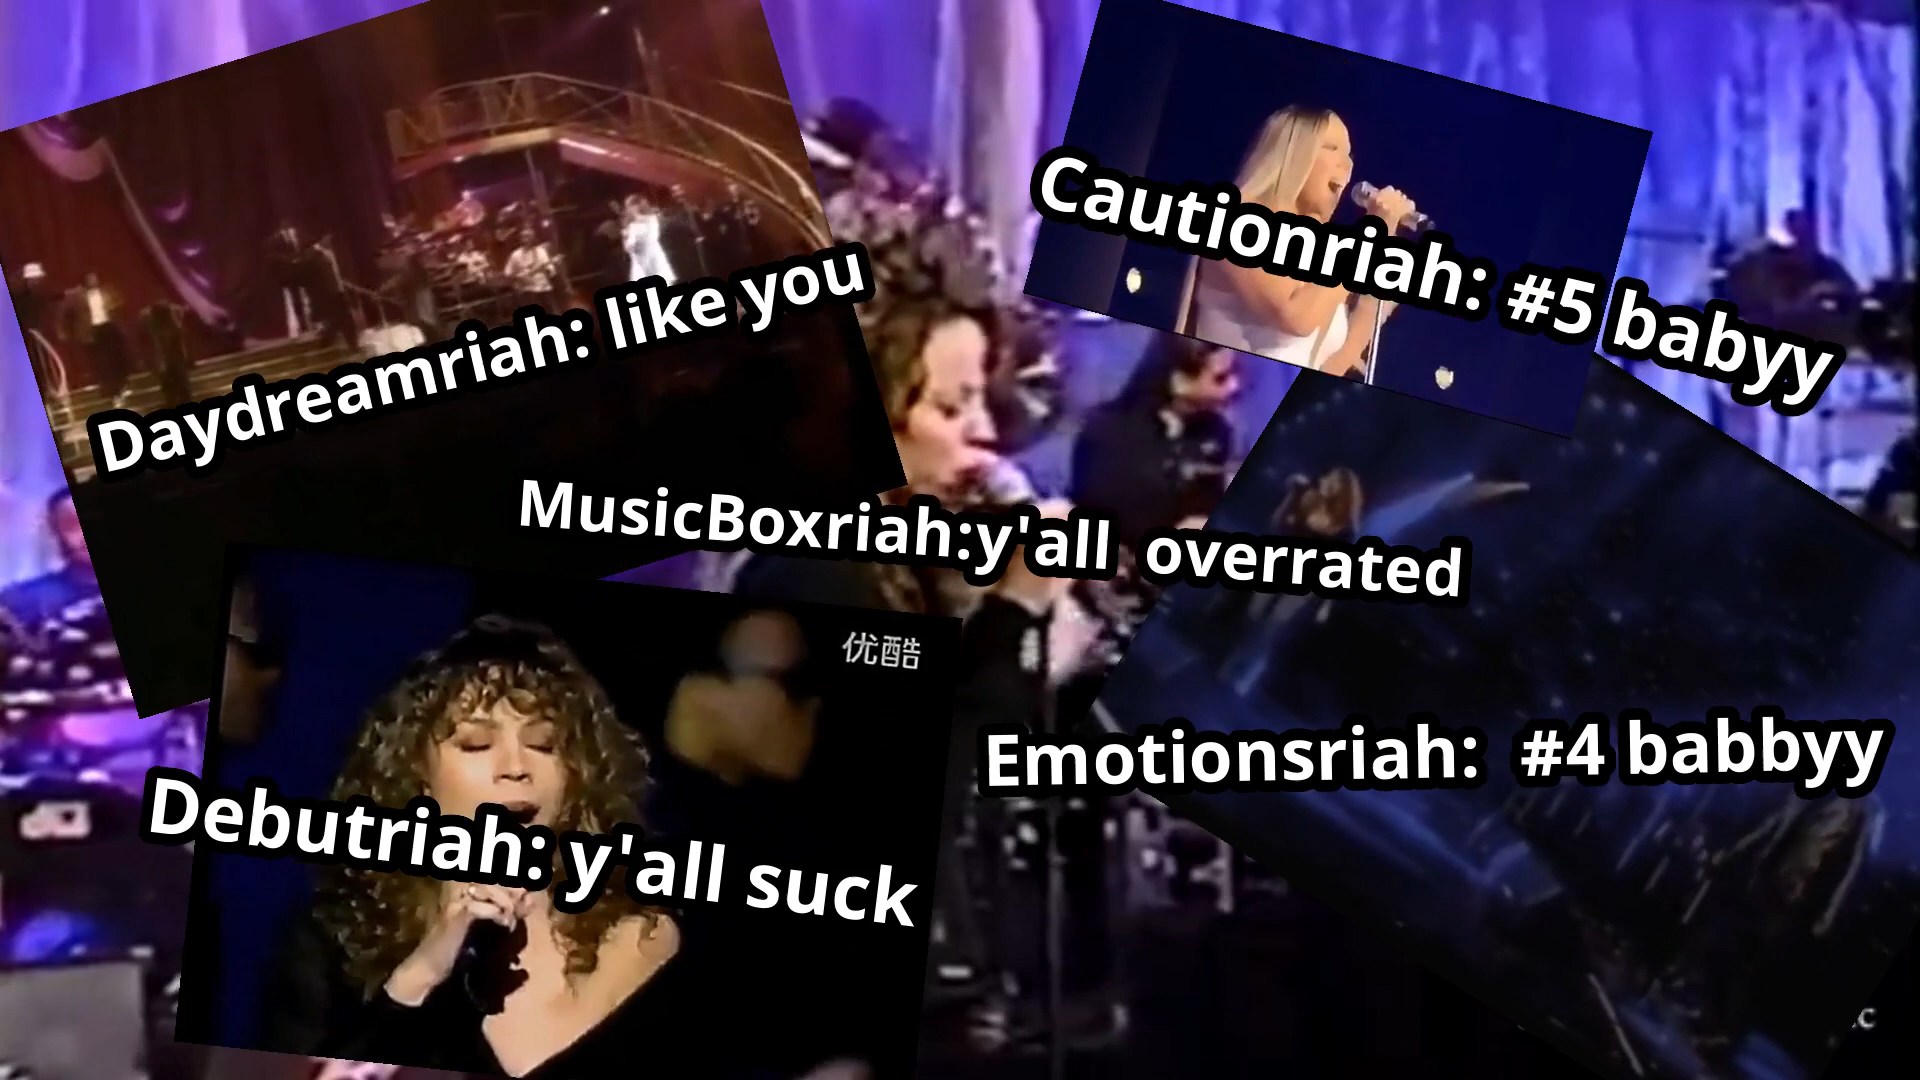 Cautionriah: #5 babyy
Daydreamriah: like you
MusicBoxriah:y'all overrated
优酷
Emotionsriah: #4 babbyy
Debutriah: y'all suck